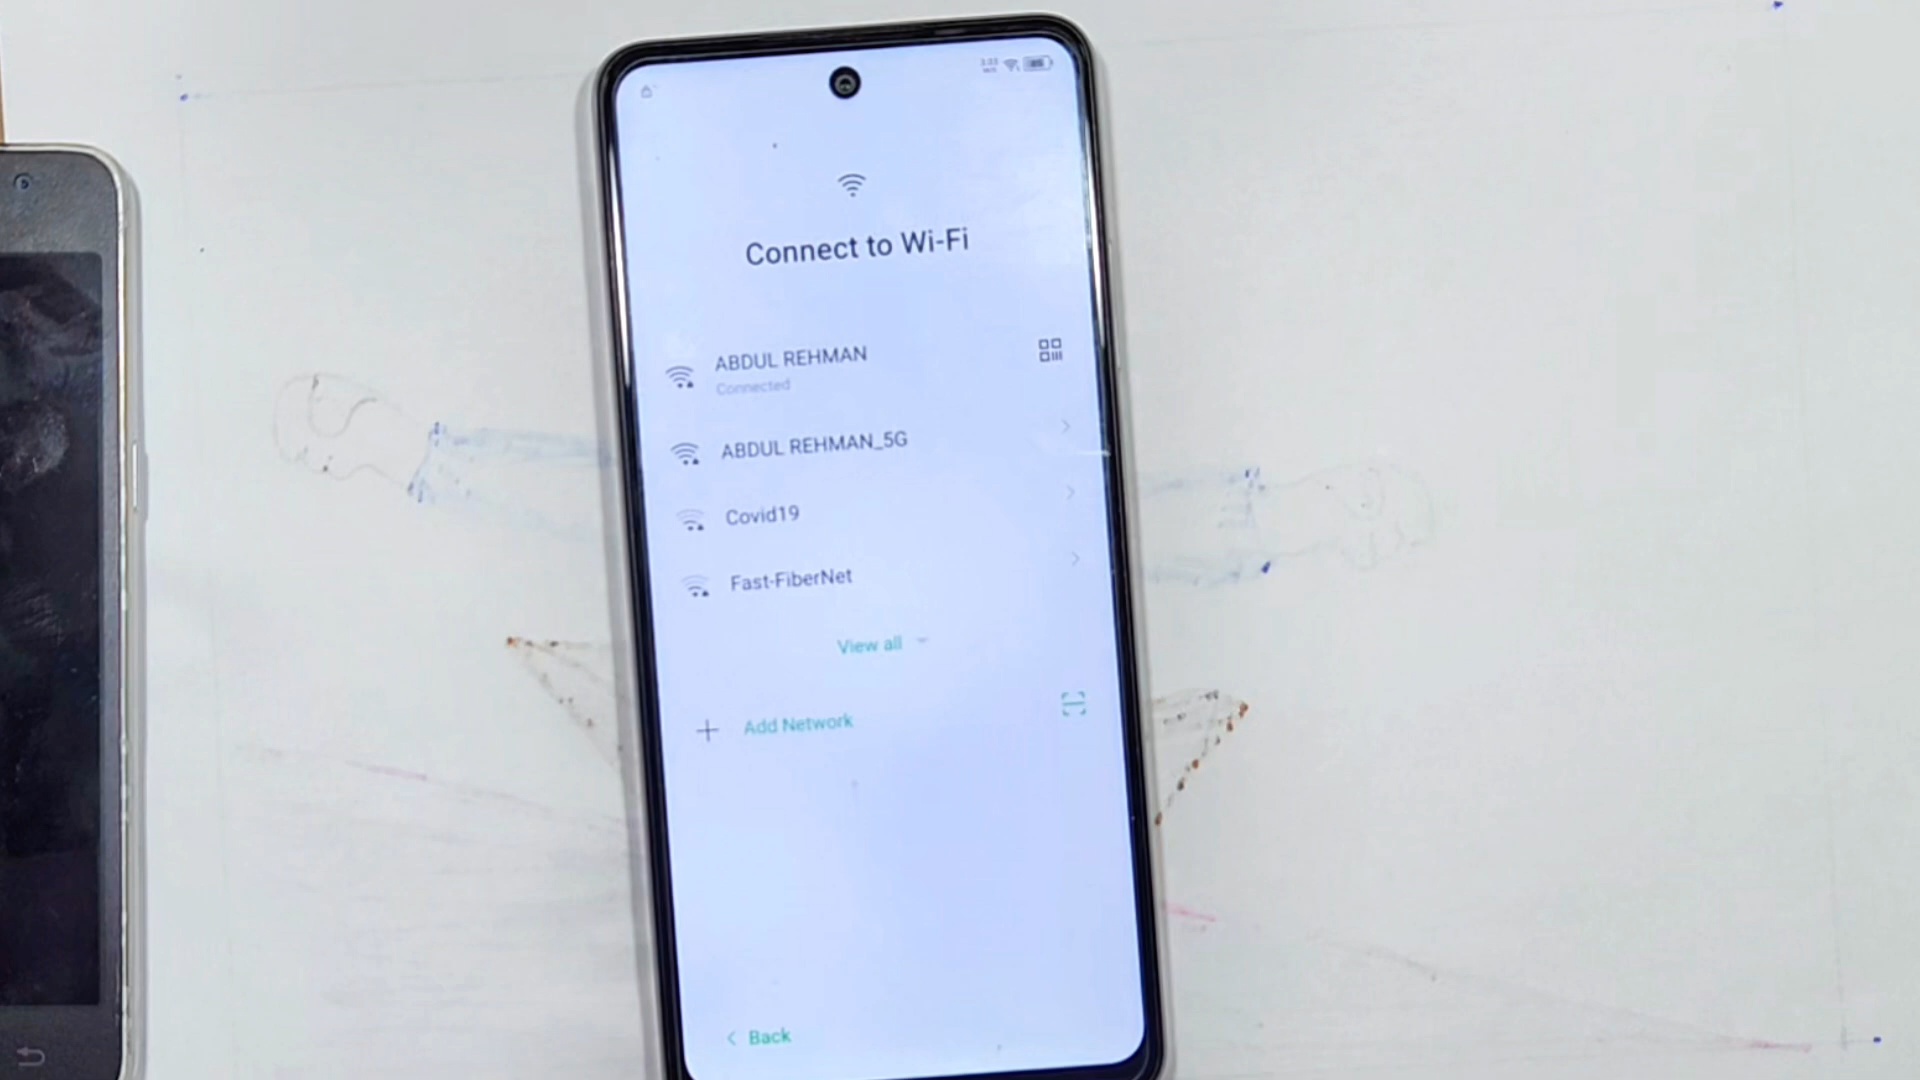 Connect to Wi-Fi
ABDUL REHMAN
Connected
ABDUL REHMAN_5G
Covid19
Fast-FiberNet
View all
Add Network
Back